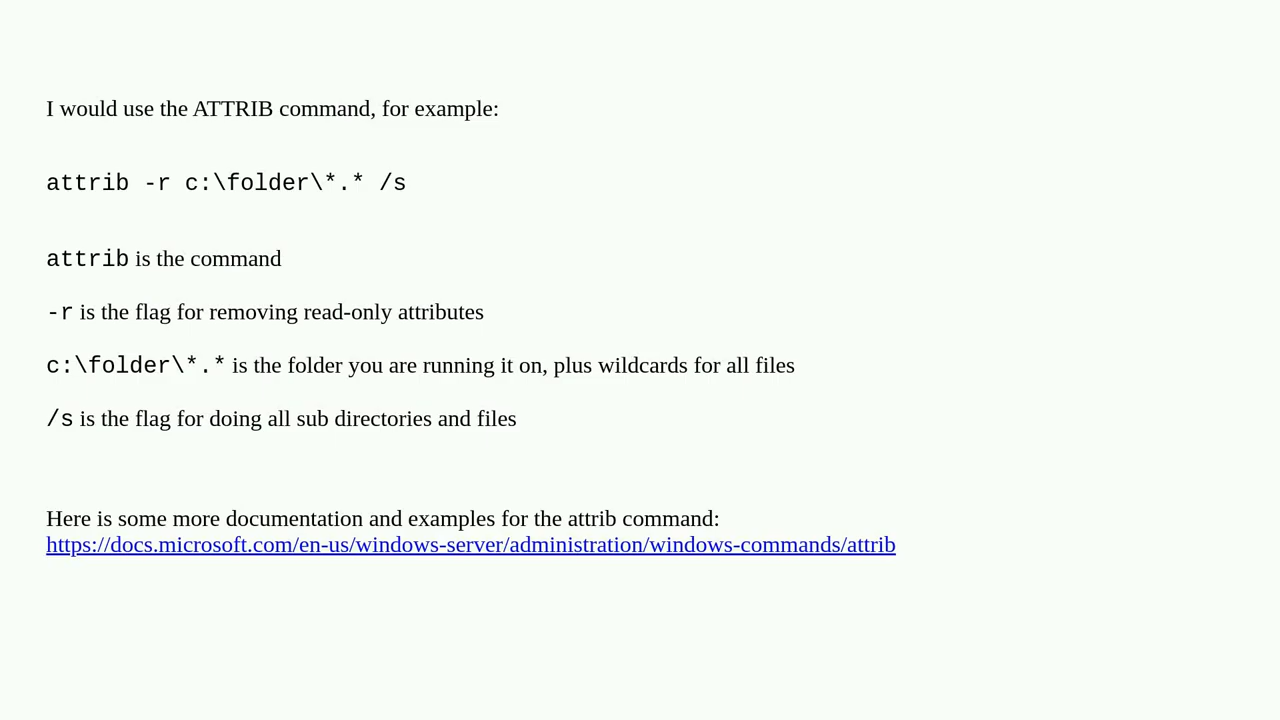 I would use the ATTRIB command, for example:
attrib -r c:\folder\*.* /s
attrib is the command
-r is the flag for removing read-only attributes
c:\folder\*.* is the folder you are running it on, plus wildcards for all files
/s is the flag for doing all sub directories and files
Here is some more documentation and examples for the attrib command:
https://docs.microsoft.com/en-us/windows-server/administration/windows-commands/attrib